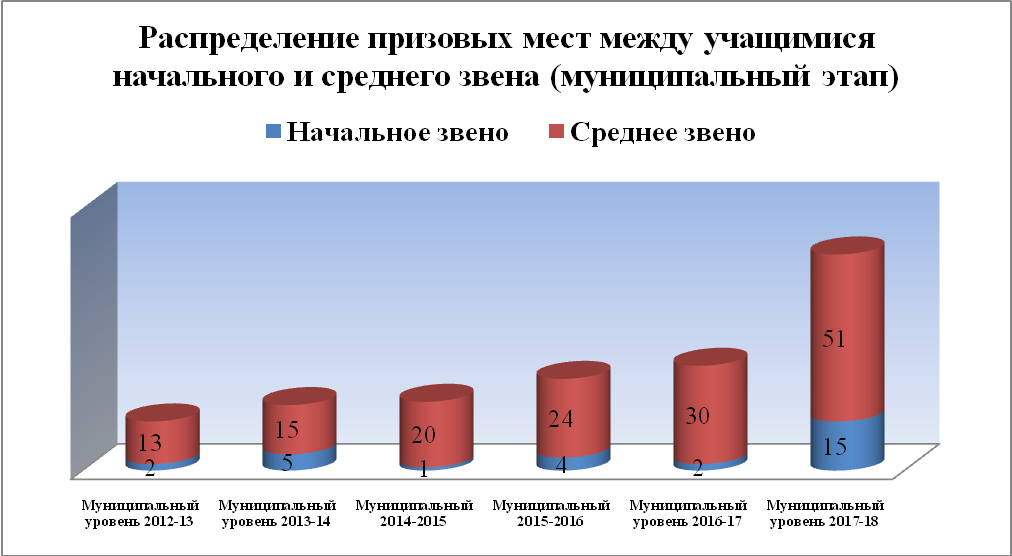 Распределение призовых мест между учащимися
начального и среднего звена (муниципальный этап)
Начальное звено Среднее звено
13
2
15
5
20
1
24
4
30
2
51
15
Муниципальный
уровень 2012-13
Муниципальный
уровень 2013-14
Муниципальный
2014-2015
Муниципальный
2015-2016
Муниципальный
уровень 2016-17
Муниципальный
уровень 2017-18